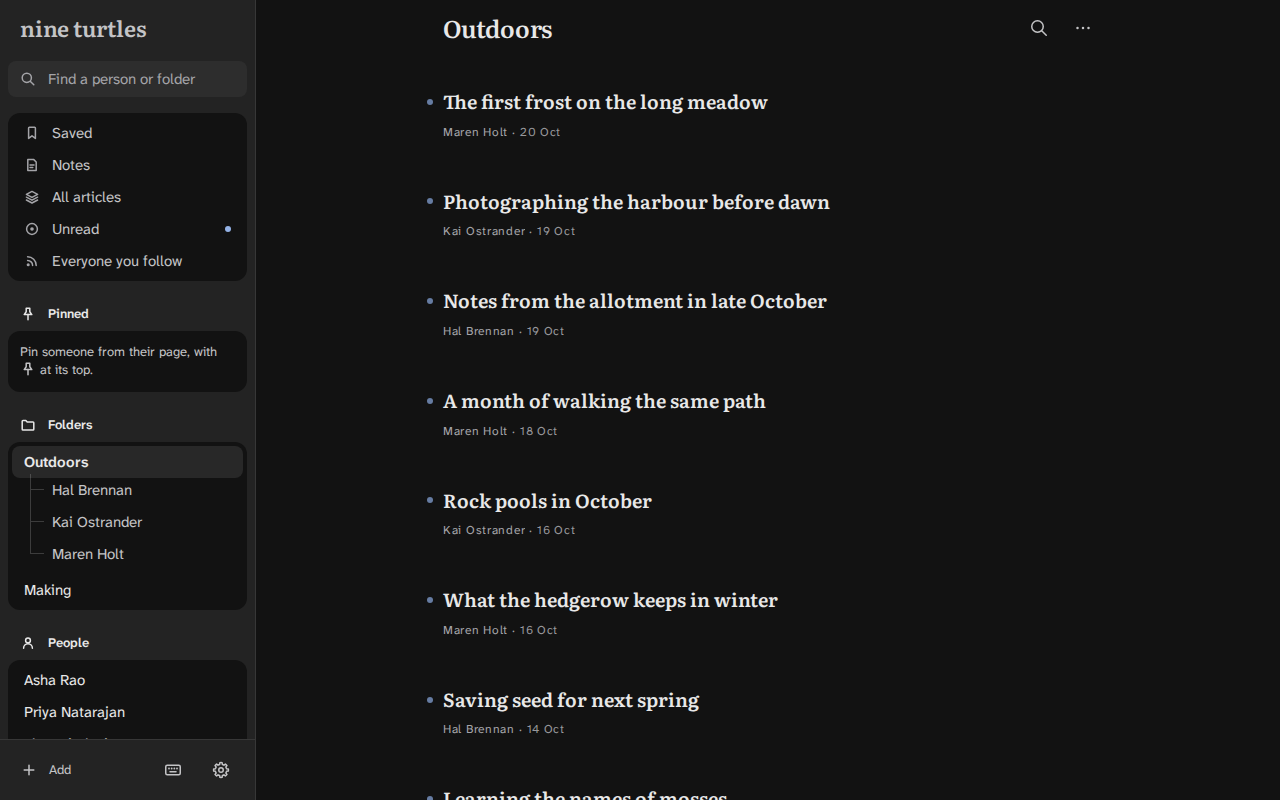 nine turtles
Find a person or folder
Saved
Notes
All articles
Unread
Everyone you follow
Pinned
Pin someone from their page, with
at its top.
Folders
Outdoors
Hal Brennan
Kai Ostrander
Maren Holt
Making
People
Asha Rao
Priya Natarajan
Add
Outdoors
The first frost on the long meadow
Maren Holt · 20 Oct
Photographing the harbour before dawn
Kai Ostrander · 19 Oct
Notes from the allotment in late October
Hal Brennan · 19 Oct
A month of walking the same path
Maren Holt · 18 Oct
Rock pools in October
Kai Ostrander · 16 Oct
What the hedgerow keeps in winter
Maren Holt · 16 Oct
Saving seed for next spring
Hal Brennan · 14 Oct
Learning the names of mosses